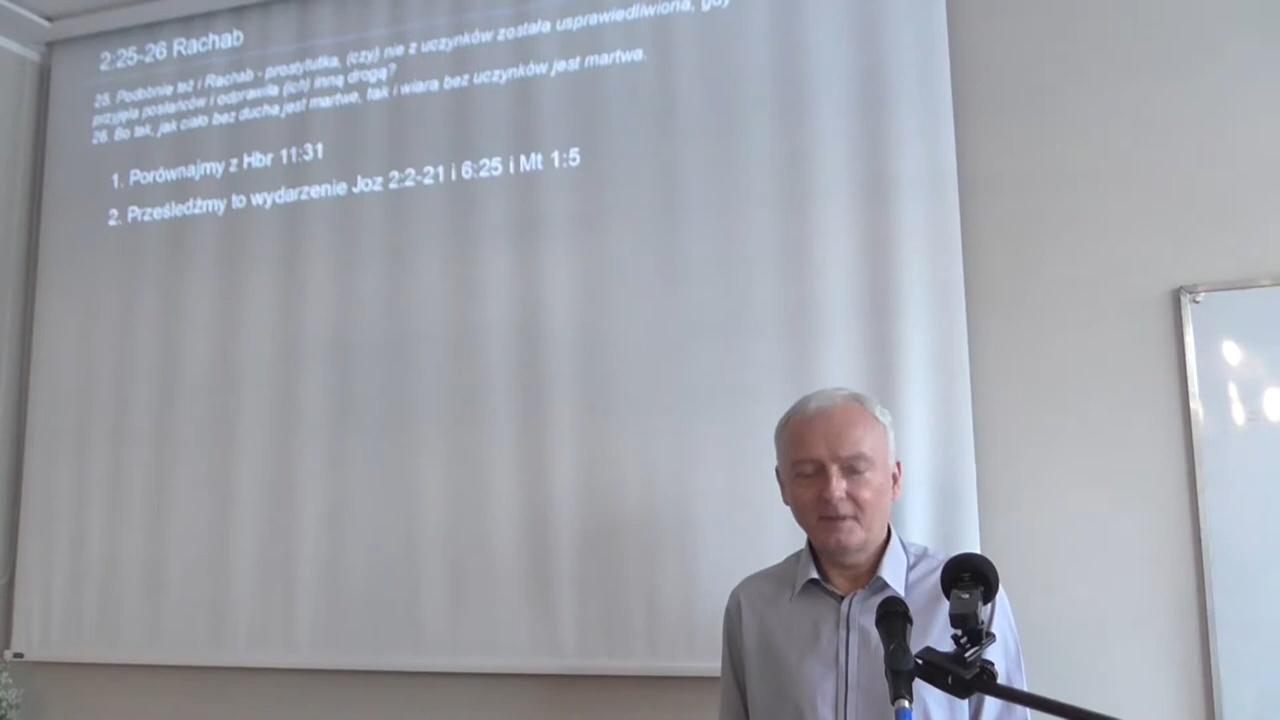 2:25-26 Rachab
25. Podobnie też i Rachab - prostytutka, (czy) nie z uczynków została usprawiedliwiona, gdy
przyjęła posłańców i odprawiła (ich) inną drogą?
26. Bo tak, jak ciało bez ducha jest martwe, tak i wiara bez uczynków jest martwa.
1. Porównajmy z Hbr 11:31
2. Prześledźmy to wydarzenie Joz 2:2-21 i 6:25 i Mt 1:5